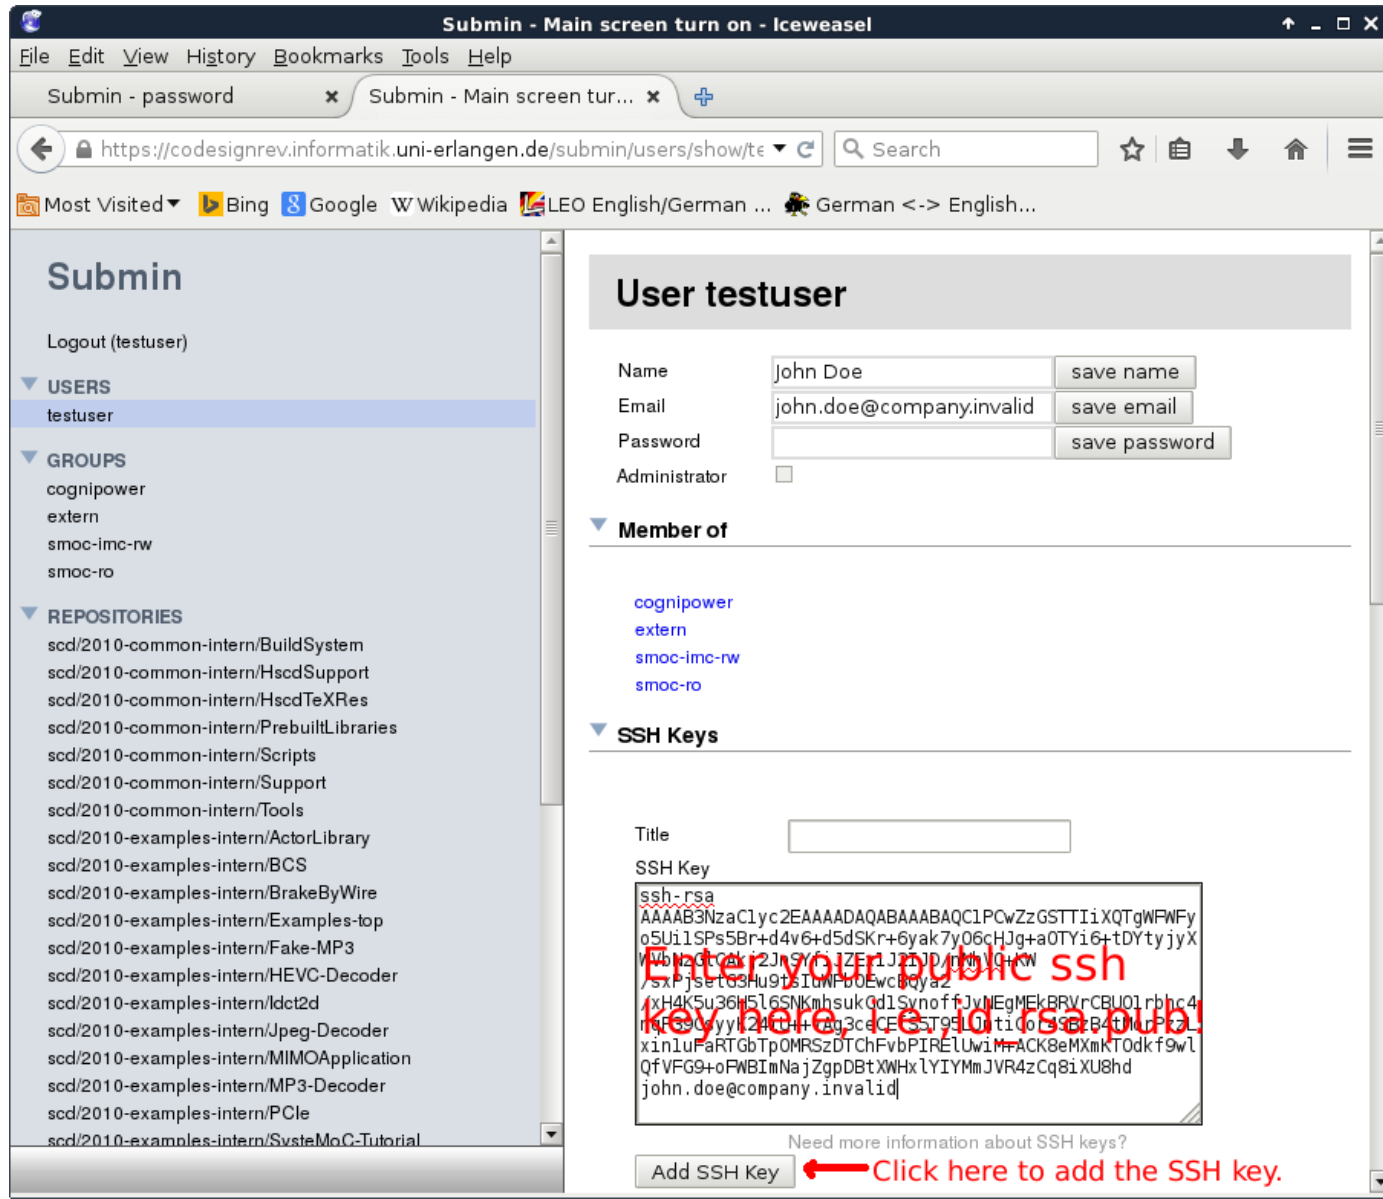 Submin - Main screen turn on - Iceweasel
File Edit View History Bookmarks Tools Help
Submin - password
Submin - Main screen tur...
https://codesignrev.informatik.uni-erlangen.de/submin/users/show/te
Search
Most Visited Bing Google Wikipedia LEO English/German ... German <-> English...
Submin
Logout (testuser)
USERS
testuser
GROUPS
cognipower
extern
smoc-imc-rw
smoc-ro
REPOSITORIES
scd/2010-common-intern/BuildSystem
scd/2010-common-intern/HscdSupport
scd/2010-common-intern/HscdTeXRes
scd/2010-common-intern/PrebuiltLibraries
scd/2010-common-intern/Scripts
scd/2010-common-intern/Support
scd/2010-common-intern/Tools
scd/2010-examples-intern/ActorLibrary
scd/2010-examples-intern/BCS
scd/2010-examples-intern/BrakeByWire
scd/2010-examples-intern/Examples-top
scd/2010-examples-intern/Fake-MP3
scd/2010-examples-intern/HEVC-Decoder
scd/2010-examples-intern/Idct2d
scd/2010-examples-intern/Jpeg-Decoder
scd/2010-examples-intern/MIMOApplication
scd/2010-examples-intern/MP3-Decoder
scd/2010-examples-intern/PCIe
scd/2010-examples-intern/SysteMoC-Tutorial
User testuser
Name John Doe save name
Email john.doe@company.invalid save email
Password save password
Administrator
Member of
cognipower
extern
smoc-imc-rw
smoc-ro
SSH Keys
Title
SSH Key
ssh-rsa
AAAAB3NzaC1yc2EAAAADAQABAAABAQClPCwZzGSTTIiXQTgWFWFy
o5UilSPs5Br+d4v6+d5dSKr+6yak7yO6cHJg+aOTYi6+tDYtyjyX
Enter your public ssh
key here, i.e., id_rsa.pub!
xin1uFaRTGbTpOMRSzDTChFvbPIRElUwiM+ACK8eMXmKTOdkf9wl
QfVFG9+oFWBImNajZgpDBtXWHxlYIYMmJVR4zCq8iXU8hd
john.doe@company.invalid
Need more information about SSH keys?
Add SSH Key Click here to add the SSH key.